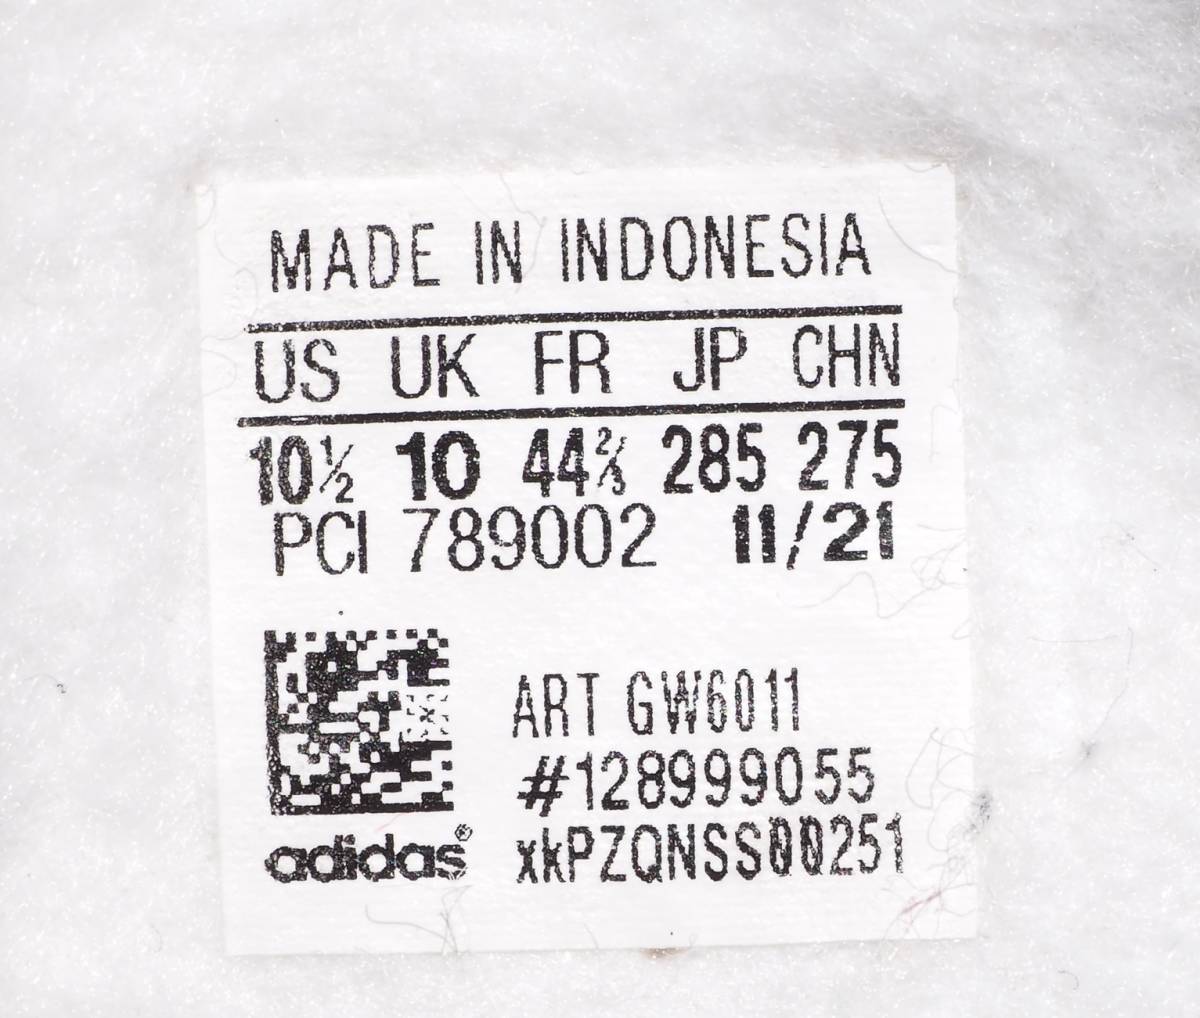 MADE IN INDONESIA
US UK FR JP CHN
10½ 10 44⅔ 285 275
PCI 789002 11/21
ART GW6011
#128999055
adidas® xkPZQNSS00251